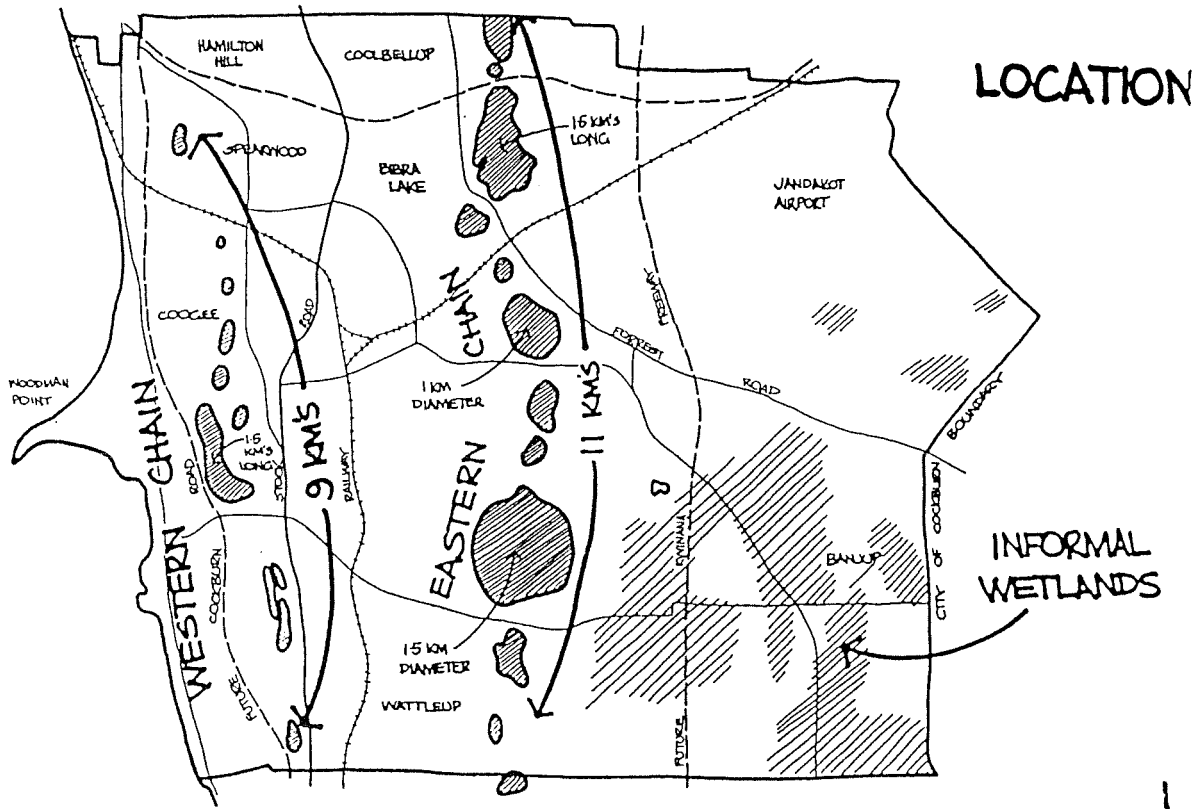 LOCATION
HAMILTON
HILL
COOLBELLUP
1.5 KM'S
LONG
SPEARWOOD
BIBRA
LAKE
JANDAKOT
AIRPORT
COOGEE
ROAD
CHAIN
FREEWAY
FORREST
ROAD
WOODMAN
POINT
1 KM
DIAMETER
11 KM'S
BOUNDARY
CHAIN
1.5
KM'S
LONG
ROAD
STOCK
9 KM'S
RAILWAY
EASTERN
KWINANA
BANJUP
CITY OF COCKBURN
INFORMAL
WETLANDS
WESTERN
COCKBURN
FUTURE
1.5 KM
DIAMETER
WATTLEUP
FUTURE
1